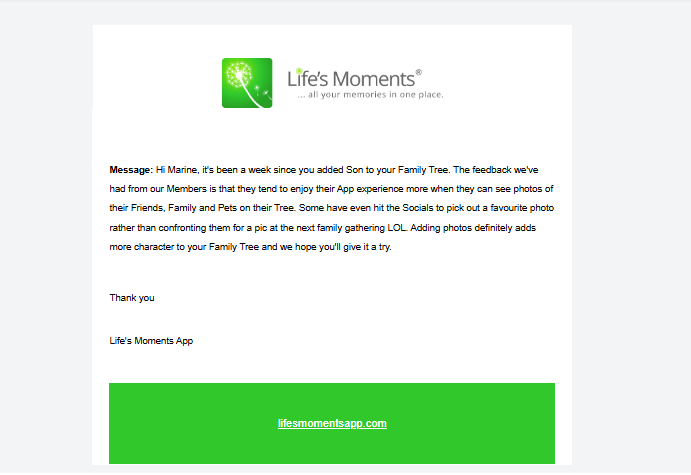 Life's Moments®
... all your memories in one place.
Message: Hi Marine, it's been a week since you added Son to your Family Tree. The feedback we've
had from our Members is that they tend to enjoy their App experience more when they can see photos of
their Friends, Family and Pets on their Tree. Some have even hit the Socials to pick out a favourite photo
rather than confronting them for a pic at the next family gathering LOL. Adding photos definitely adds
more character to your Family Tree and we hope you'll give it a try.
Thank you
Life's Moments App
lifesmomentsapp.com